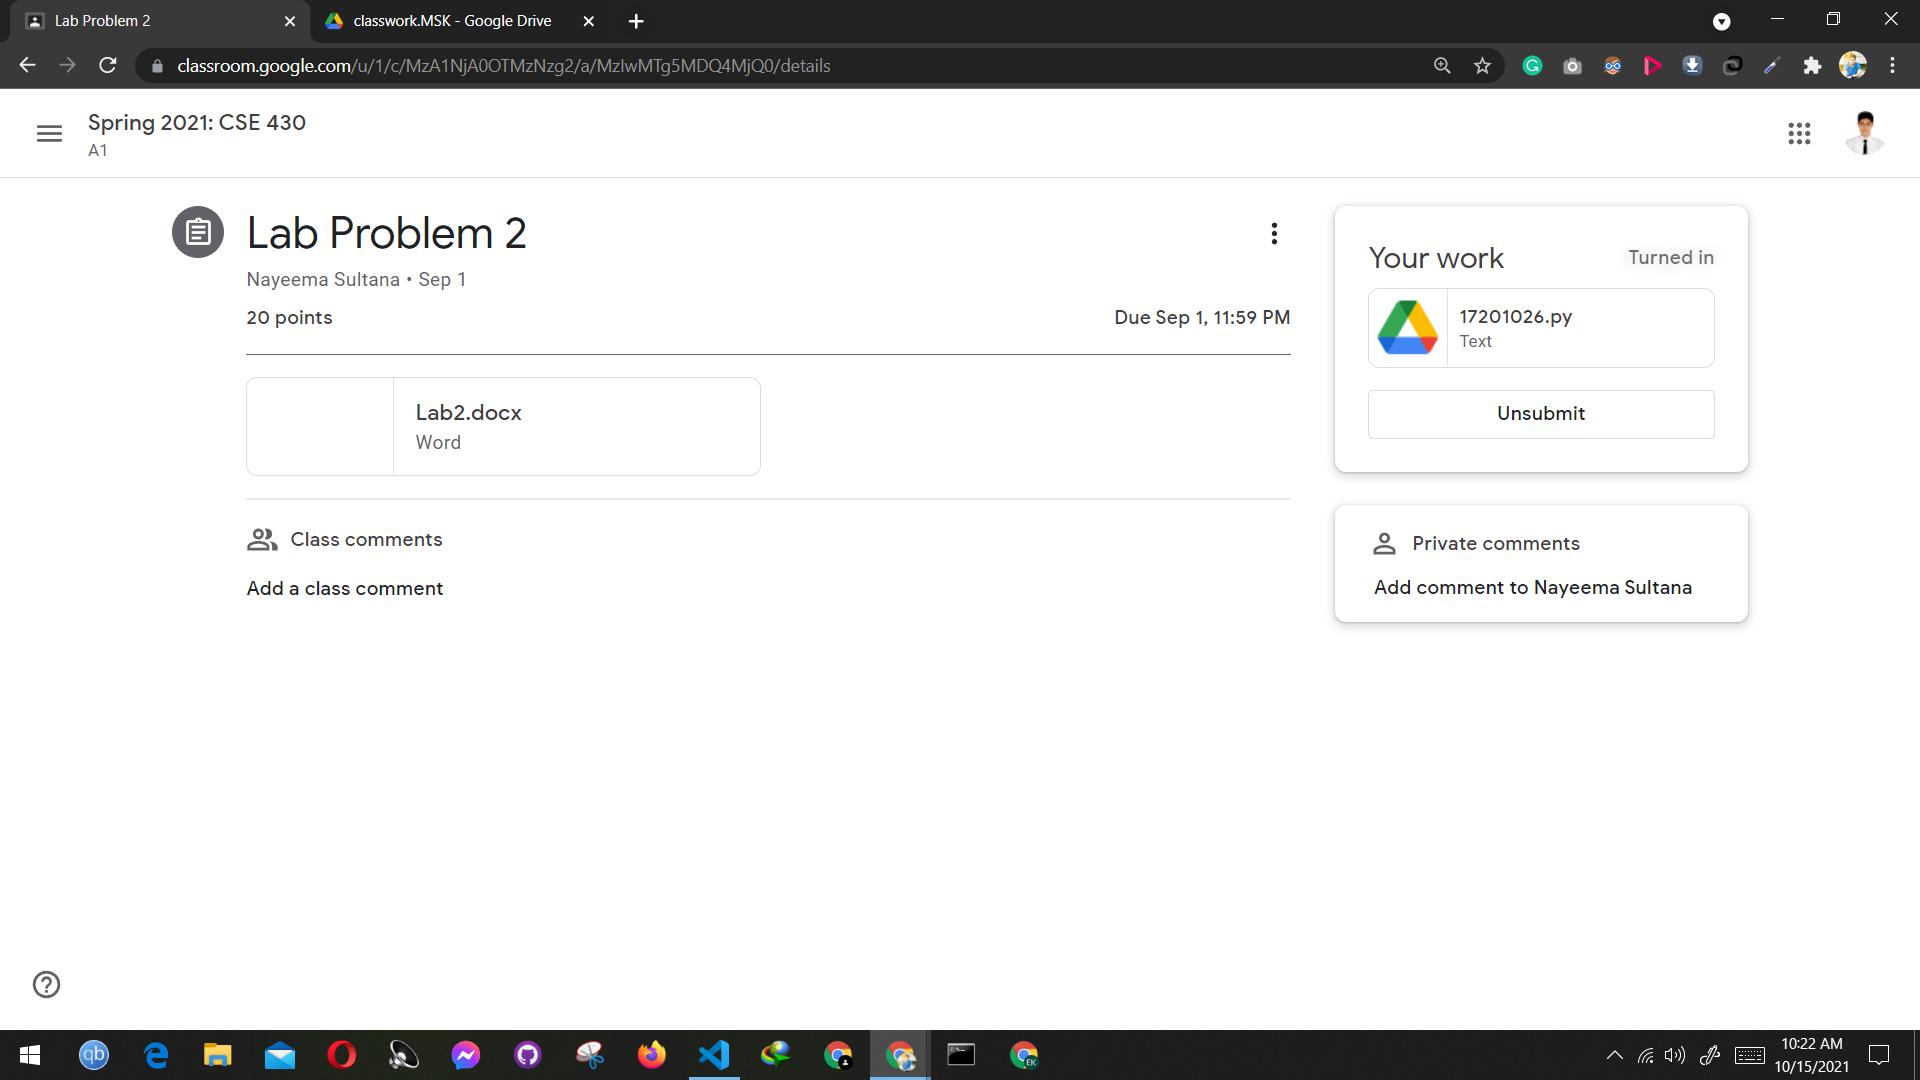 Lab Problem 2
classwork.MSK - Google Drive
classroom.google.com/u/1/c/MzA1NjA0OTMzNzg2/a/MzIwMTg5MDQ4MjQ0/details
Spring 2021: CSE 430
A1
Lab Problem 2
Nayeema Sultana • Sep 1
20 points
Due Sep 1, 11:59 PM
Lab2.docx
Word
Class comments
Add a class comment
Your work
Turned in
17201026.py
Text
Unsubmit
Private comments
Add comment to Nayeema Sultana
qb
EK
10:22 AM
10/15/2021